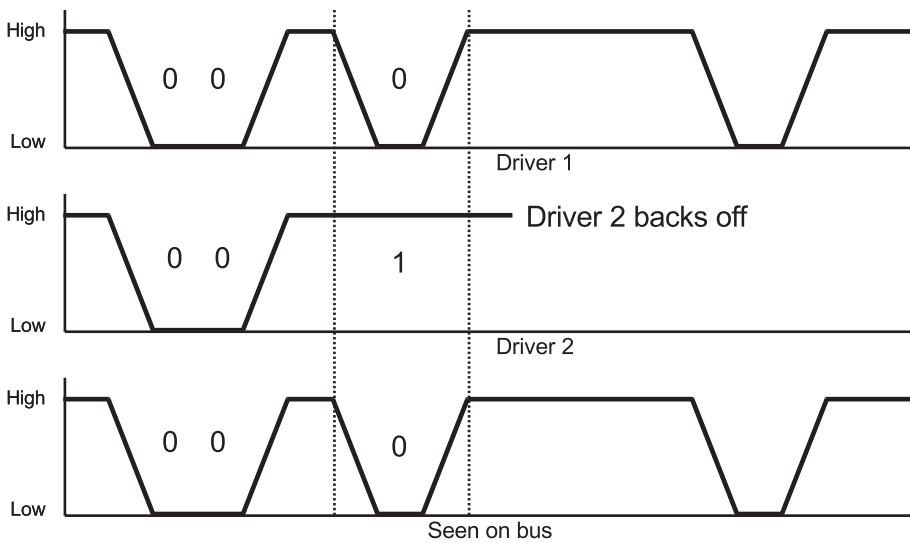 High
0 0
0
Low
Driver 1
High
Driver 2 backs off
0 0
1
Low
Driver 2
High
0 0
0
Low
Seen on bus